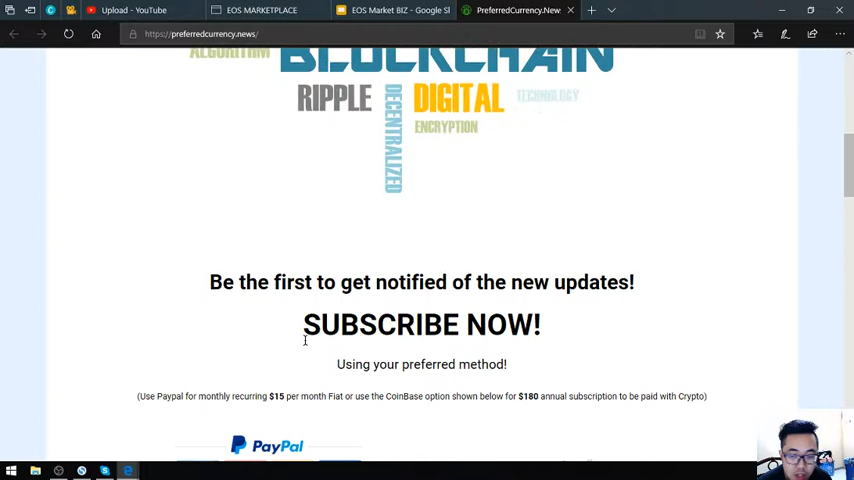 Upload - YouTube
EOS MARKETPLACE
EOS Market BIZ - Google Sl
PreferredCurrency.New
https://preferredcurrency.news/
ALGORITHM
BLOCKCHAIN
RIPPLE
DECENTRALIZED
DIGITAL
TECHNOLOGY
ENCRYPTION
Be the first to get notified of the new updates!
SUBSCRIBE NOW!
Using your preferred method!
(Use Paypal for monthly recurring $15 per month Fiat or use the CoinBase option shown below for $180 annual subscription to be paid with Crypto)
PayPal